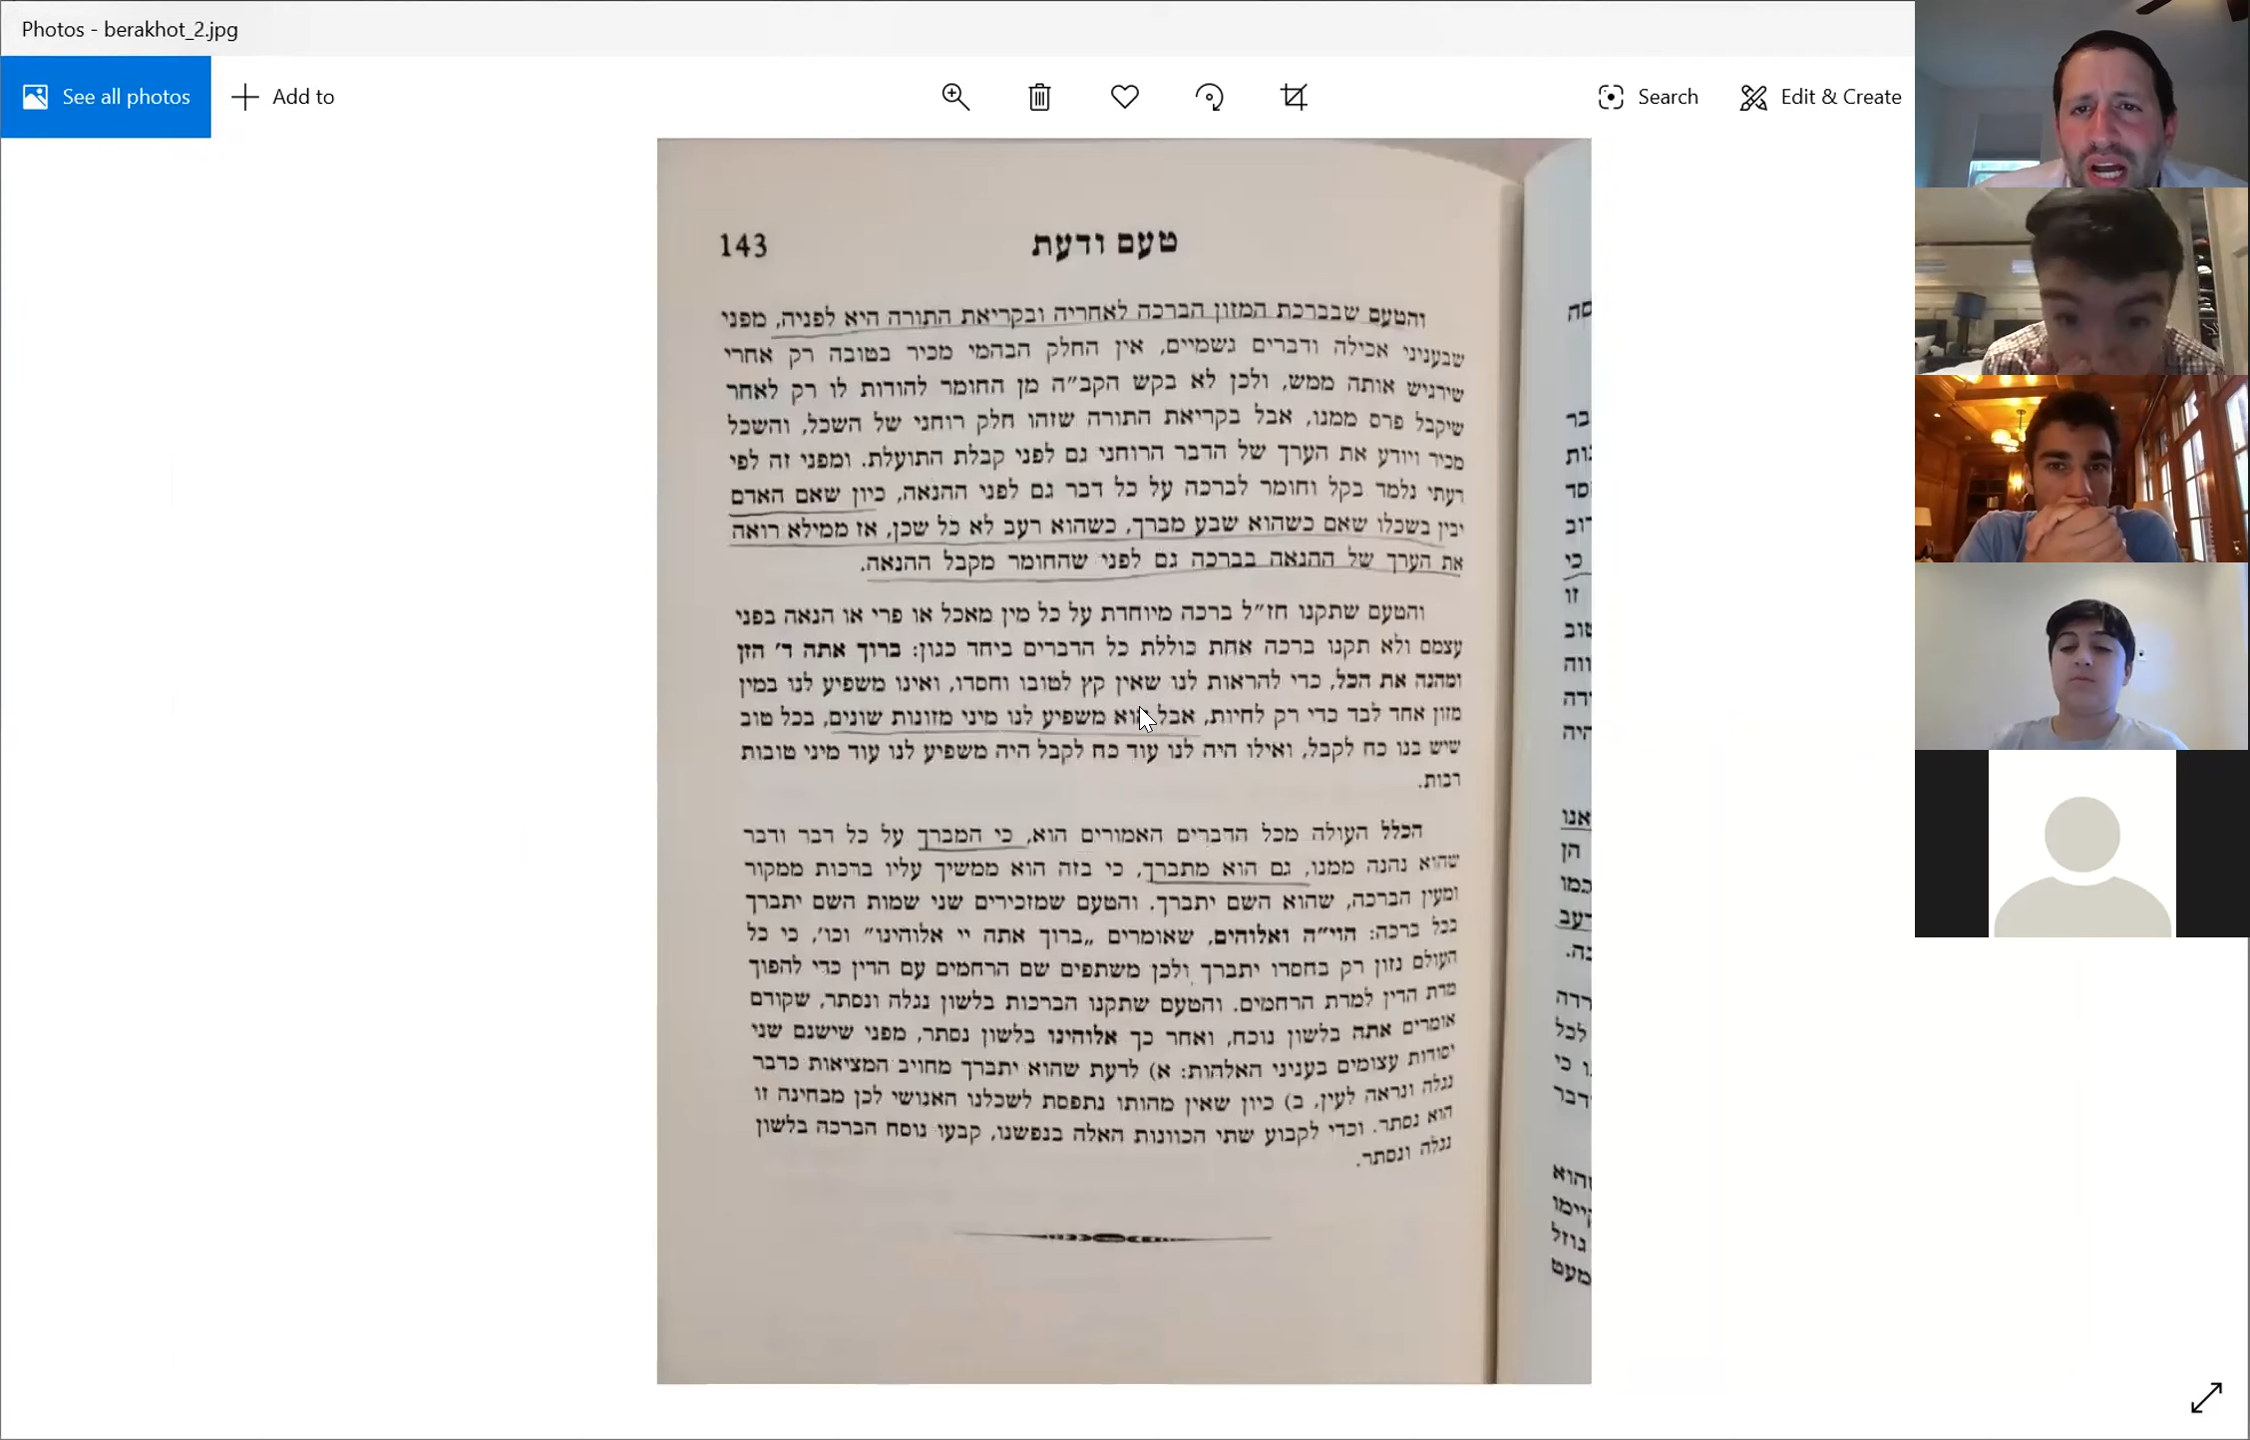 Photos - berakhot_2.jpg
See all photos
Add to
Search
Edit & Create
143
טעם ודעת
והטעם שבברכת המזון הברכה לאחריה ובקריאת התורה היא לפניה, מפני
שבעניני אכילה ודברים גשמיים, אין החלק הבהמי מכיר בטובה רק אחרי
שירגיש אותה ממש, ולכן לא בקש הקב״ה מן החומר להודות לו רק לאחר
שיקבל פרס ממנו, אבל בקריאת התורה שזהו חלק רוחני של השכל, והשכל
מכיר ויודע את הערך של הדבר הרוחני גם לפני קבלת התועלת. ומפני זה לפי
דעתי נלמד בקל וחומר לברכה על כל דבר גם לפני ההנאה, כיון שאם האדם
יבין בשכלו שאם כשהוא שבע מברך, כשהוא רעב לא כל שכן, אז ממילא רואה
את הערך של ההנאה בברכה גם לפני שהחומר מקבל ההנאה.
והטעם שתקנו חז״ל ברכה מיוחדת על כל מין מאכל או פרי או הנאה בפני
עצמם ולא תקנו ברכה אחת כוללת כל הדברים ביחד כגון: ברוך אתה ד׳ הזן
ומהנה את הכל, כדי להראות לנו שאין קץ לטובו וחסדו, ואינו משפיע לנו במין
מזון אחד לבד כדי רק לחיות, אבל הוא משפיע לנו מיני מזונות שונים, בכל טוב
שיש בנו כח לקבל, ואילו היה לנו עוד כח לקבל היה משפיע לנו עוד מיני טובות
רבות.
הכלל העולה מכל הדברים האמורים הוא, כי המברך על כל דבר ודבר
שהוא נהנה ממנו, גם הוא מתברך, כי בזה הוא ממשיך עליו ברכות ממקור
ומעין הברכה, שהוא השם יתברך. והטעם שמזכירים שני שמות השם יתברך
בכל ברכה: הוי״ה ואלוהים, שאומרים „ברוך אתה יי אלוהינו״ וכו׳, כי כל
העולם נזון רק בחסדו יתברך ולכן משתפים שם הרחמים עם הדין כדי להפוך
מדת הדין למדת הרחמים. והטעם שתקנו הברכות בלשון נגלה ונסתר, שקודם
אומרים אתה בלשון נוכח, ואחר כך אלוהינו בלשון נסתר, מפני שישנם שני
יסודות עצומים בעניני האלהות: א) לדעת שהוא יתברך מחויב המציאות כדבר
נגלה ונראה לעין, ב) כיון שאין מהותו נתפסת לשכלנו האנושי לכן מבחינה זו
הוא נסתר. וכדי לקבוע שתי הכוונות האלה בנפשנו, קבעו נוסח הברכה בלשון
נגלה ונסתר.
כי
זו
היה
אנו
הן
לכל
כי
גוזל